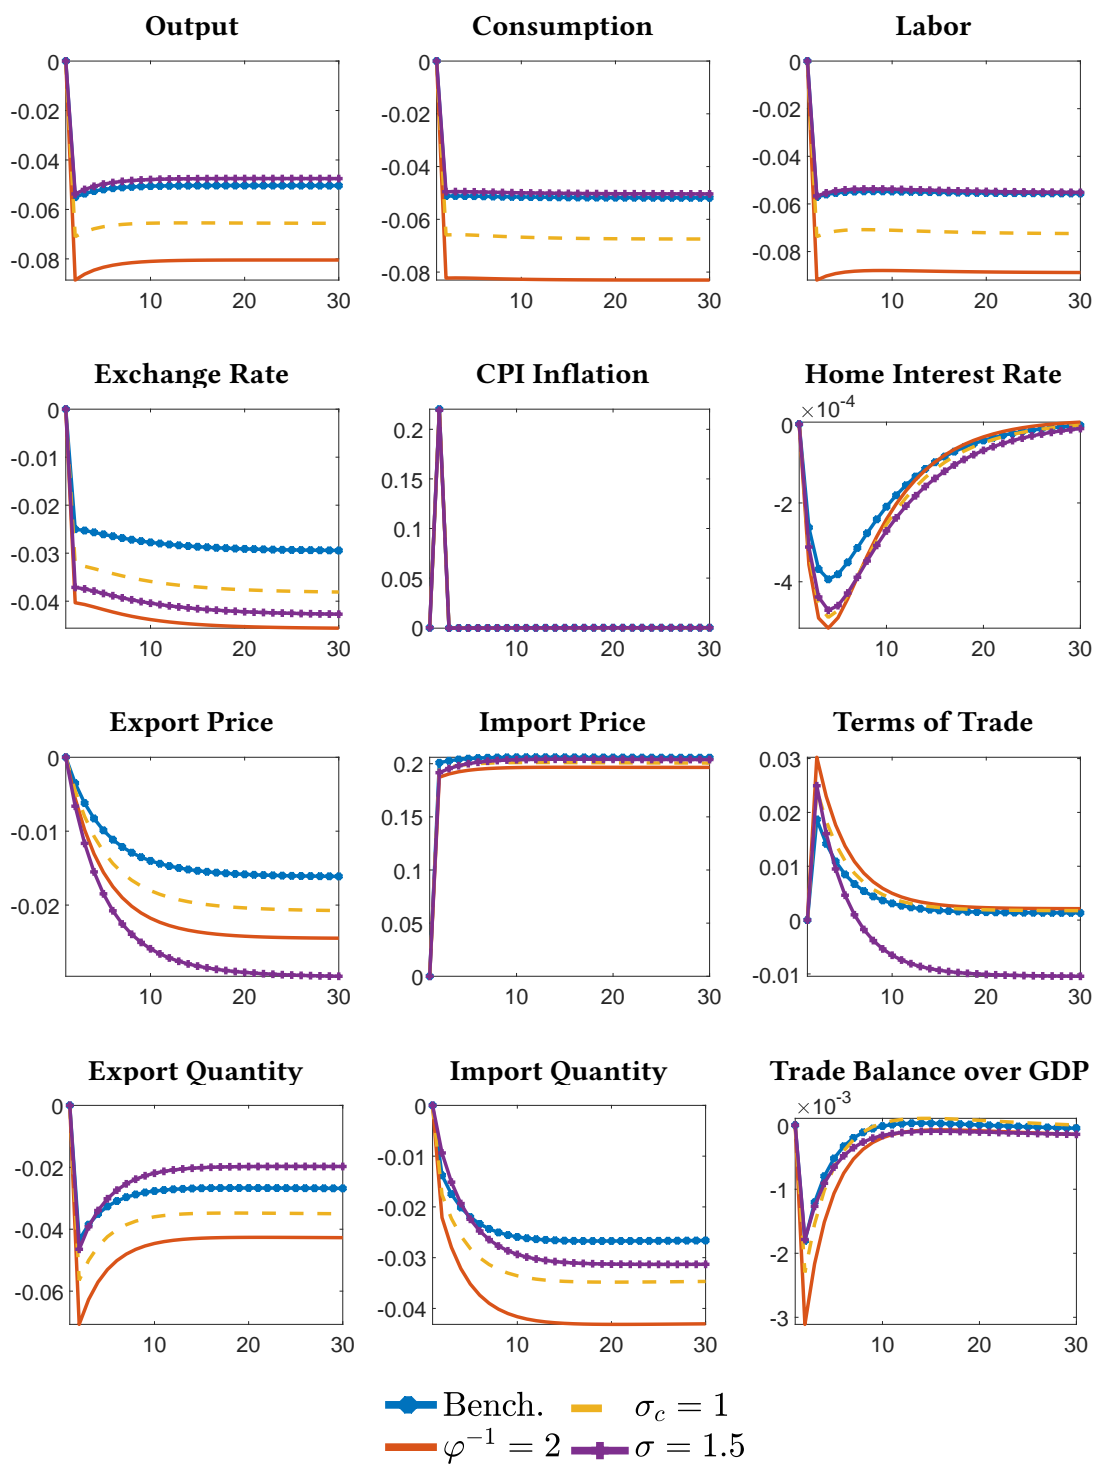 Output Consumption Labor
0 0 0
-0.02 -0.02 -0.02
-0.04 -0.04 -0.04
-0.06 -0.06 -0.06
-0.08 -0.08 -0.08
10 20 30 10 20 30 10 20 30
Exchange Rate CPI Inflation Home Interest Rate
×10-4
0 0.2 0
-0.01 0.15
-0.02 0.1 -2
-0.03 0.05 -4
-0.04 0
10 20 30 10 20 30 10 20 30
Export Price Import Price Terms of Trade
0 0.2 0.03
-0.01 0.15 0.02
-0.02 0.1 0.01
0.05 0
0 -0.01
10 20 30 10 20 30 10 20 30
Export Quantity Import Quantity Trade Balance over GDP
×10-3
0 0 0
-0.02 -0.01 -1
-0.04 -0.02 -2
-0.06 -0.03 -3
-0.04
10 20 30 10 20 30 10 20 30
Bench. σc = 1
φ−1 = 2 σ = 1.5